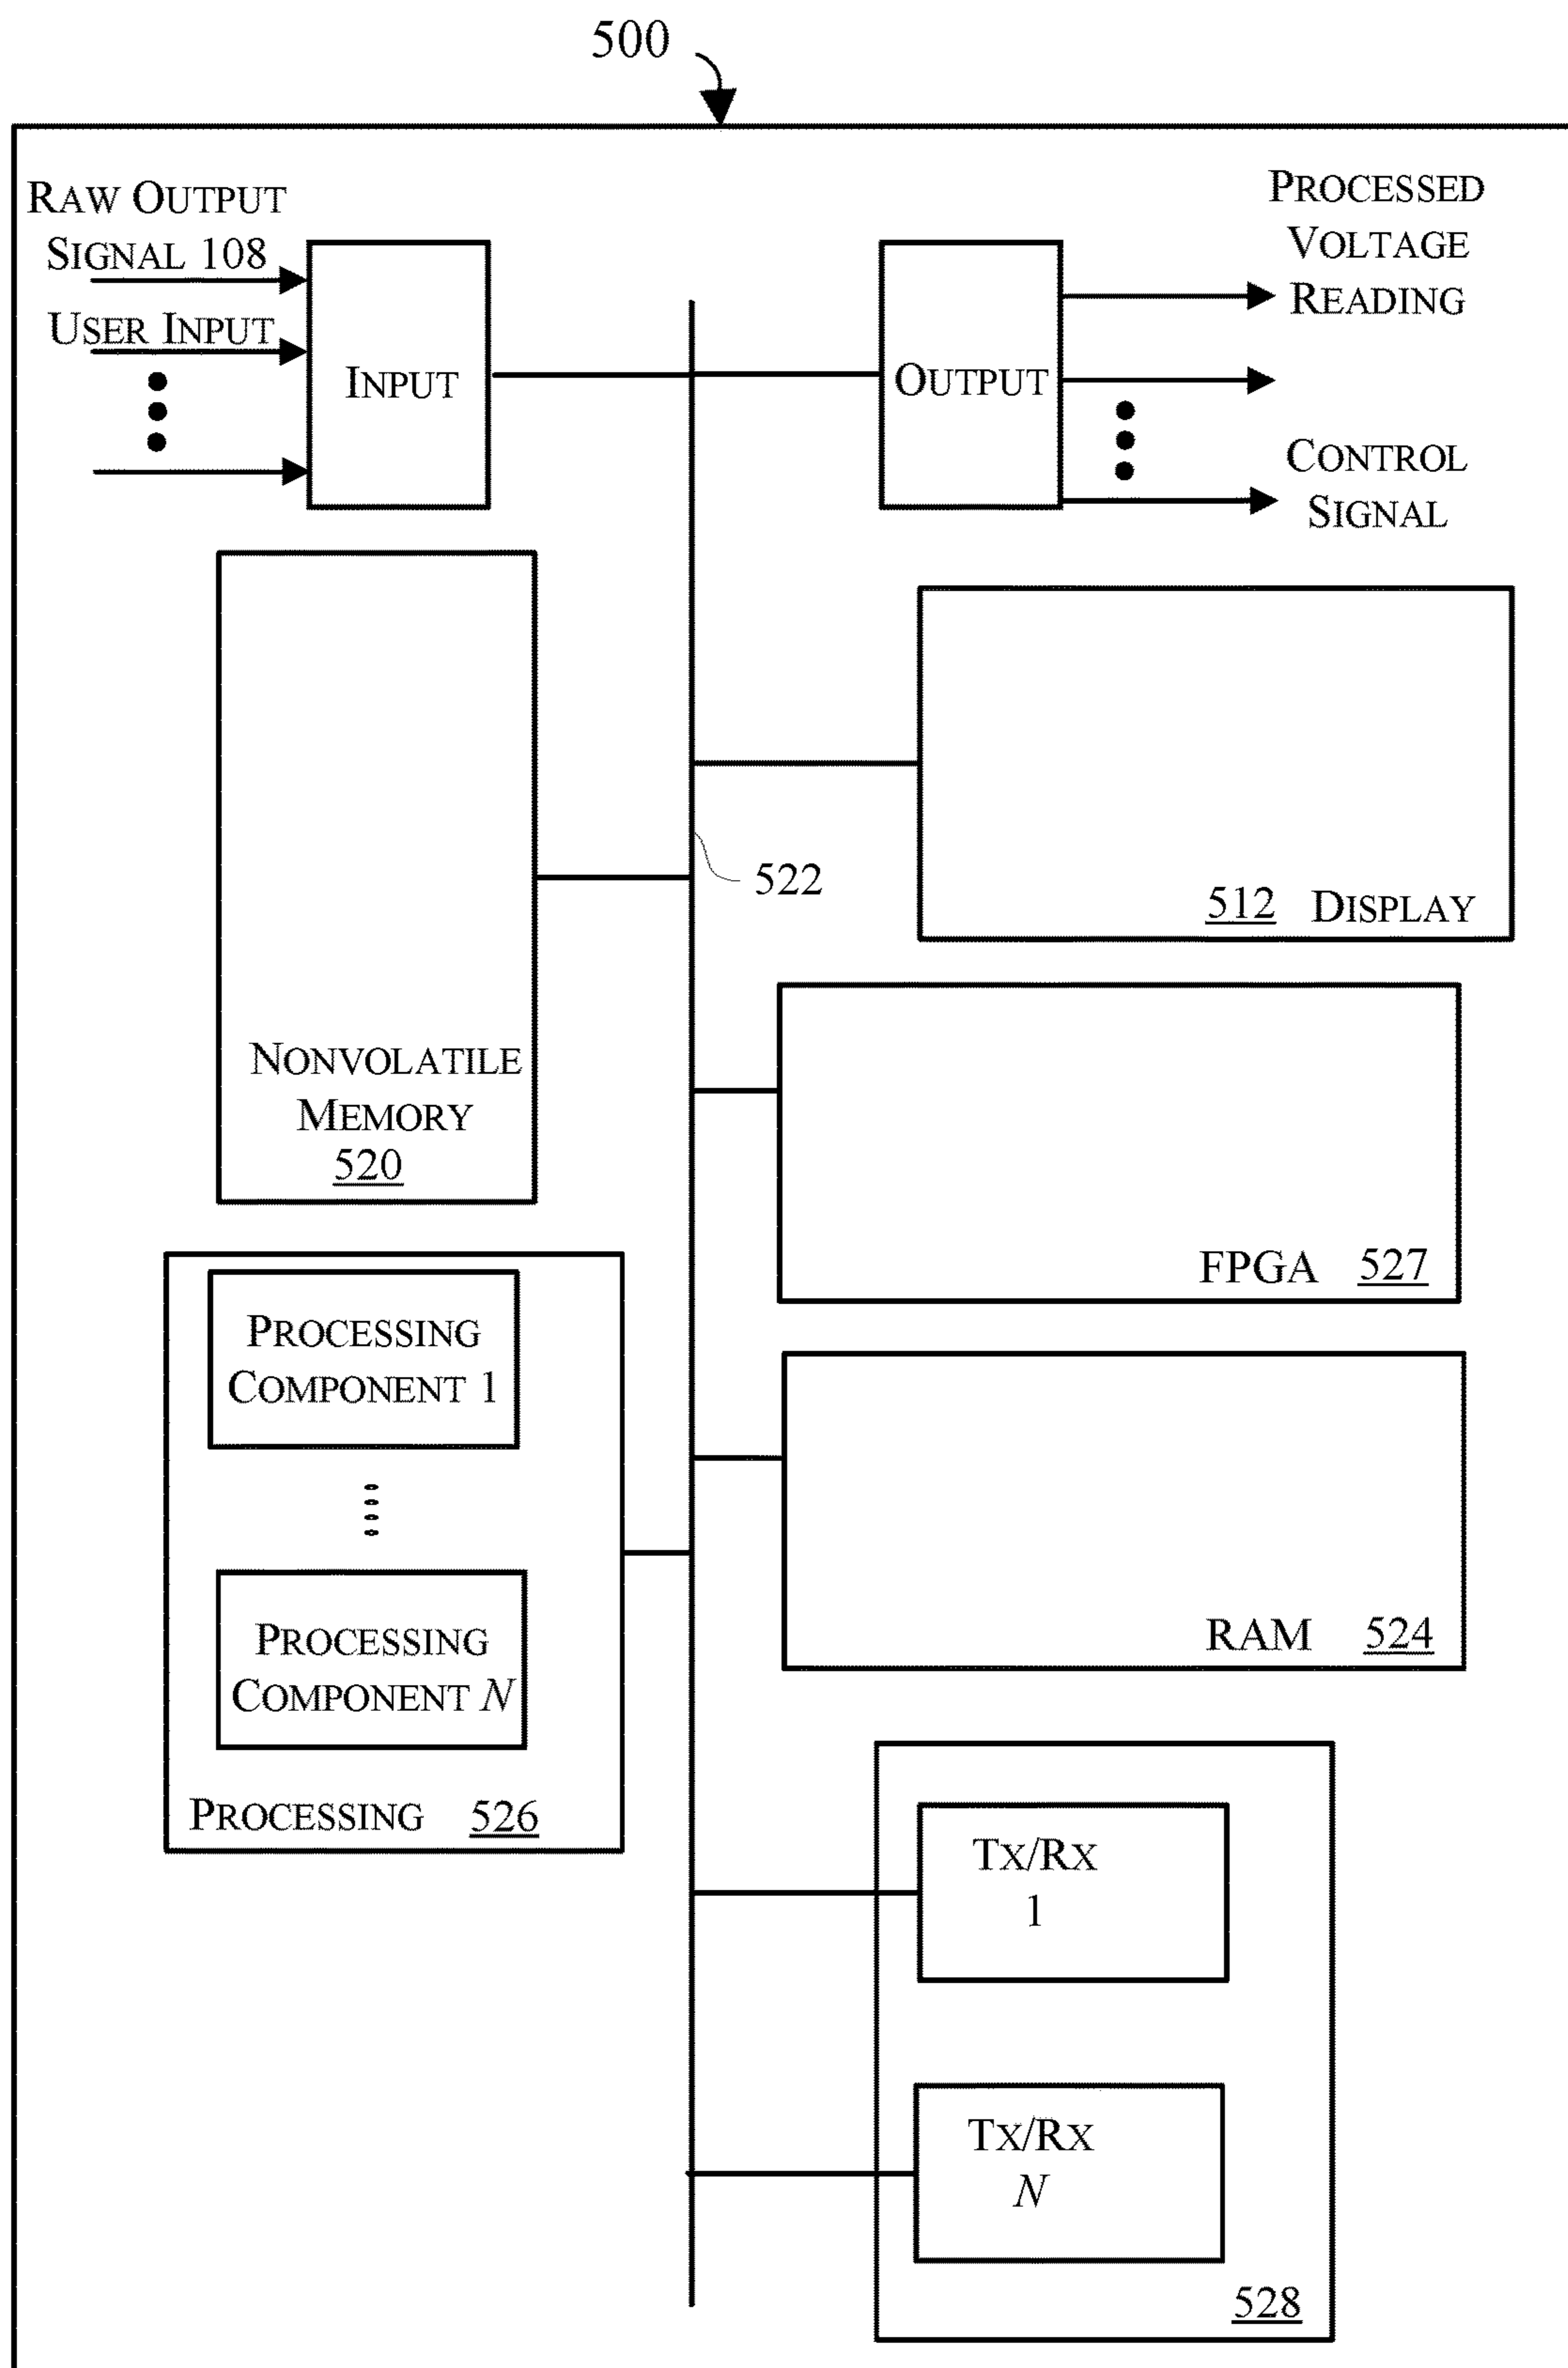 500
RAW OUTPUT
SIGNAL 108
USER INPUT
INPUT
OUTPUT
PROCESSED
VOLTAGE
READING
CONTROL
SIGNAL
522
512 DISPLAY
NONVOLATILE
MEMORY
520
FPGA 527
PROCESSING
COMPONENT 1
PROCESSING
COMPONENT N
PROCESSING 526
RAM 524
TX/RX
1
TX/RX
N
528